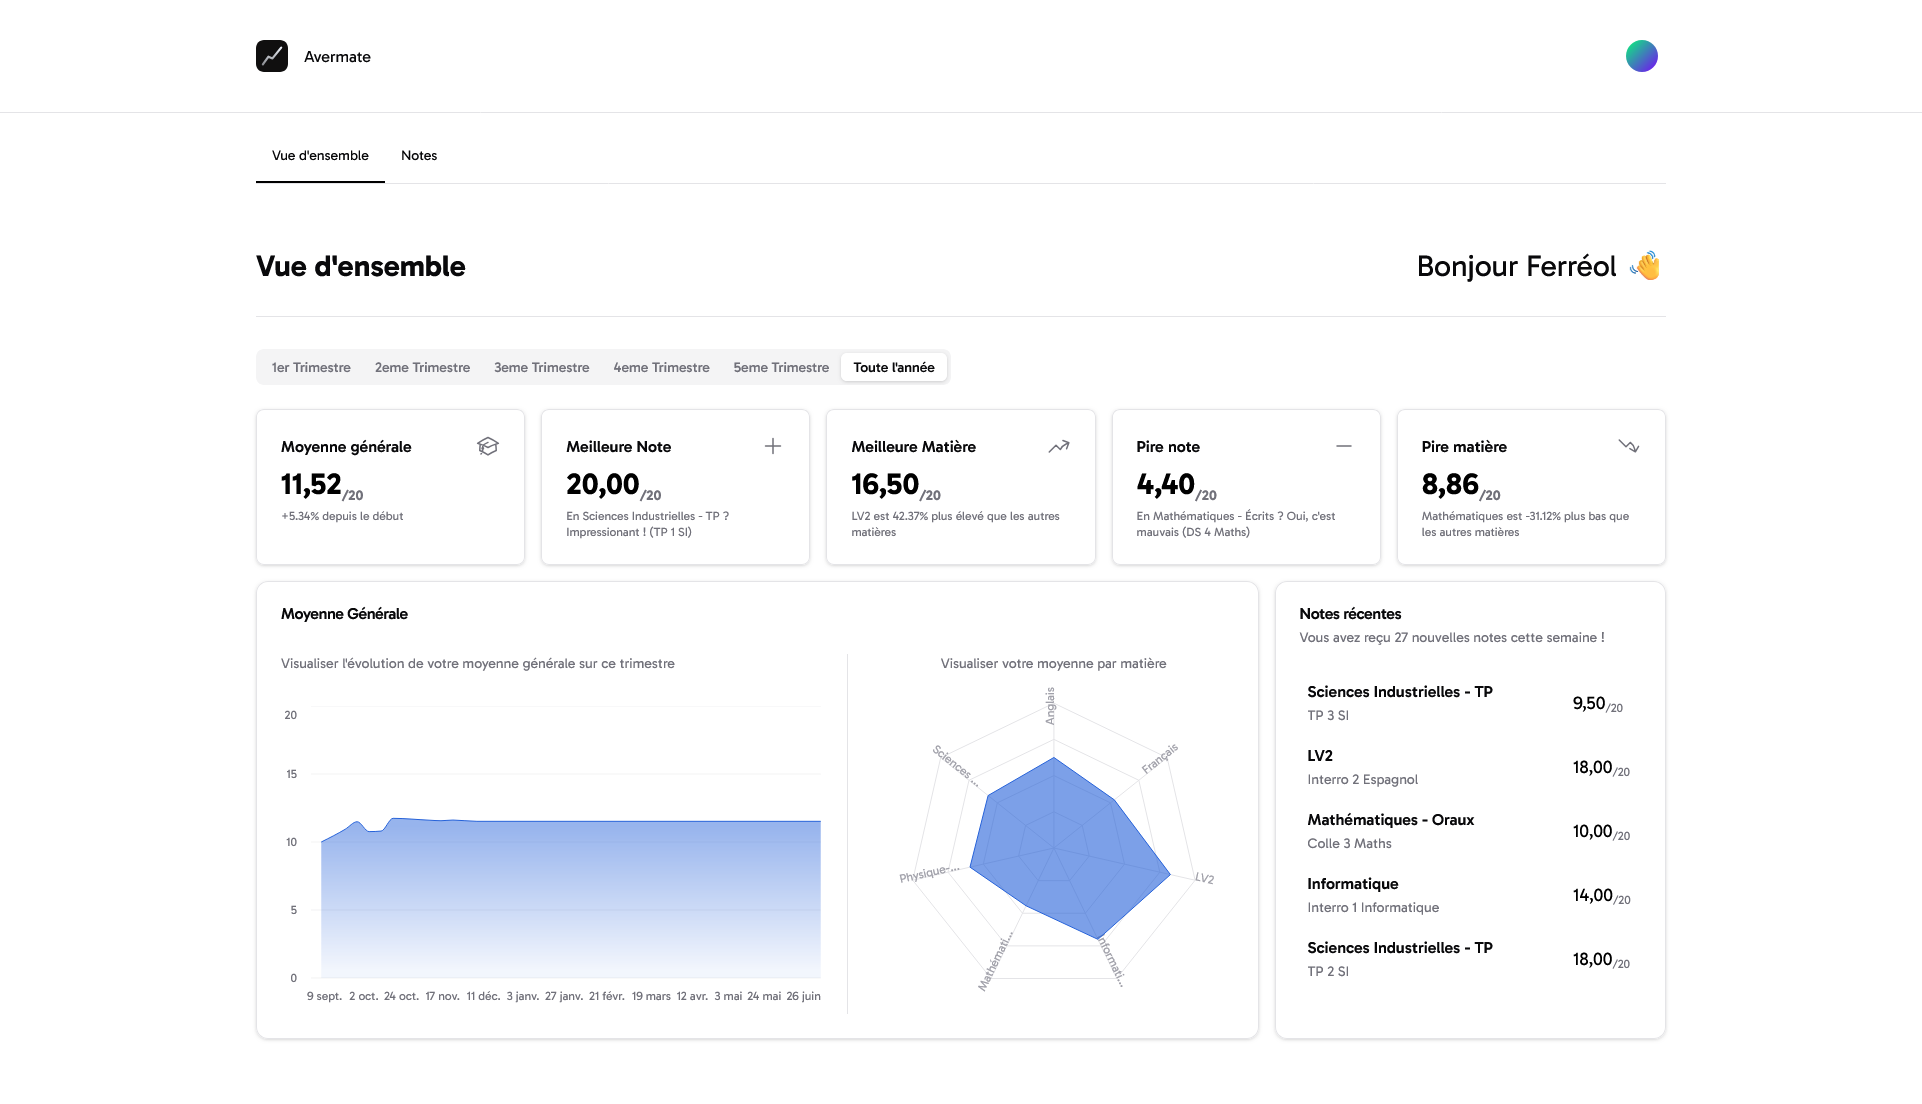 Avermate
Vue d'ensemble
Notes
Vue d'ensemble
Bonjour Ferréol 👋
1er Trimestre
2eme Trimestre
3eme Trimestre
4eme Trimestre
5eme Trimestre
Toute l'année
Moyenne générale
11,52/20
+5.34% depuis le début
Meilleure Note
20,00/20
En Sciences Industrielles - TP ?
Impressionant ! (TP 1 SI)
Meilleure Matière
16,50/20
LV2 est 42.37% plus élevé que les autres
matières
Pire note
4,40/20
En Mathématiques - Écrits ? Oui, c'est
mauvais (DS 4 Maths)
Pire matière
8,86/20
Mathématiques est -31.12% plus bas que
les autres matières
Moyenne Générale
Visualiser l'évolution de votre moyenne générale sur ce trimestre
20
15
10
5
0
9 sept.
2 oct.
24 oct.
17 nov.
11 déc.
3 janv.
27 janv.
21 févr.
19 mars
12 avr.
3 mai
24 mai
26 juin
Visualiser votre moyenne par matière
Anglais
Français
LV2
Informati...
Mathémati...
Physique-...
Sciences ...
Notes récentes
Vous avez reçu 27 nouvelles notes cette semaine !
Sciences Industrielles - TP
TP 3 SI
9,50/20
LV2
Interro 2 Espagnol
18,00/20
Mathématiques - Oraux
Colle 3 Maths
10,00/20
Informatique
Interro 1 Informatique
14,00/20
Sciences Industrielles - TP
TP 2 SI
18,00/20